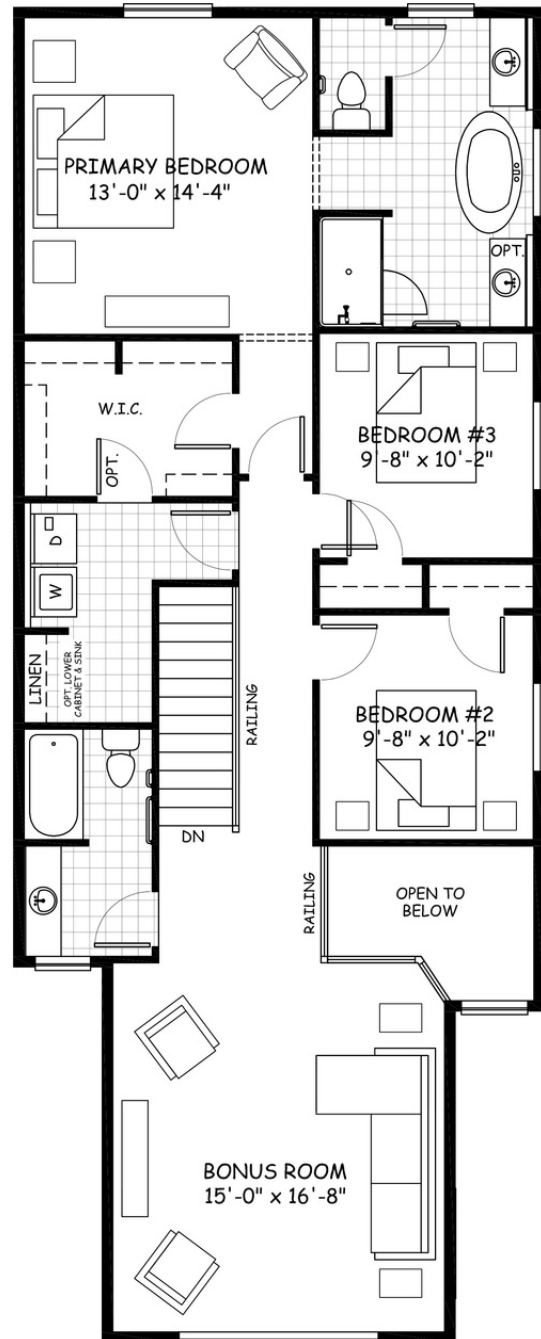 PRIMARY BEDROOM
13'-0" x 14'-4"
OPT.
W.I.C.
OPT.
BEDROOM #3
9'-8" x 10'-2"
D
W
LINEN
OPT. LOWER
CABINET & SINK
RAILING
BEDROOM #2
9'-8" x 10'-2"
DN
RAILING
OPEN TO
BELOW
BONUS ROOM
15'-0" x 16'-8"